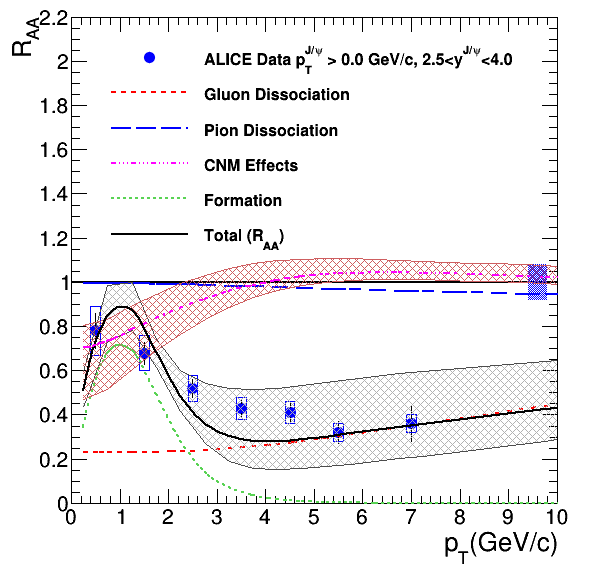 R_AA
2.2
2
1.8
1.6
1.4
1.2
1
0.8
0.6
0.4
0.2
0
ALICE Data p_T^J/ψ > 0.0 GeV/c, 2.5<y^J/ψ<4.0
Gluon Dissociation
Pion Dissociation
CNM Effects
Formation
Total (R_AA)
0 1 2 3 4 5 6 7 8 9 10
p_T(GeV/c)